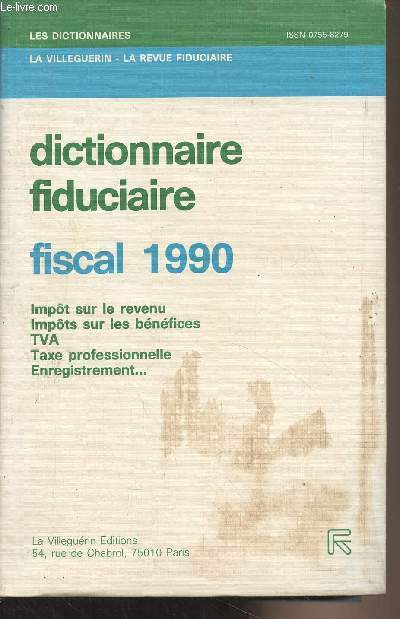 Le-livre.com
LES DICTIONNAIRES ISSN 0755-8279
LA VILLEGUERIN - LA REVUE FIDUCIAIRE
dictionnaire
fiduciaire
fiscal 1990
Impôt sur le revenu
Impôts sur les bénéfices
TVA
Taxe professionnelle
Enregistrement...
La Villeguérin Editions
54, rue de Chabrol, 75010 Paris